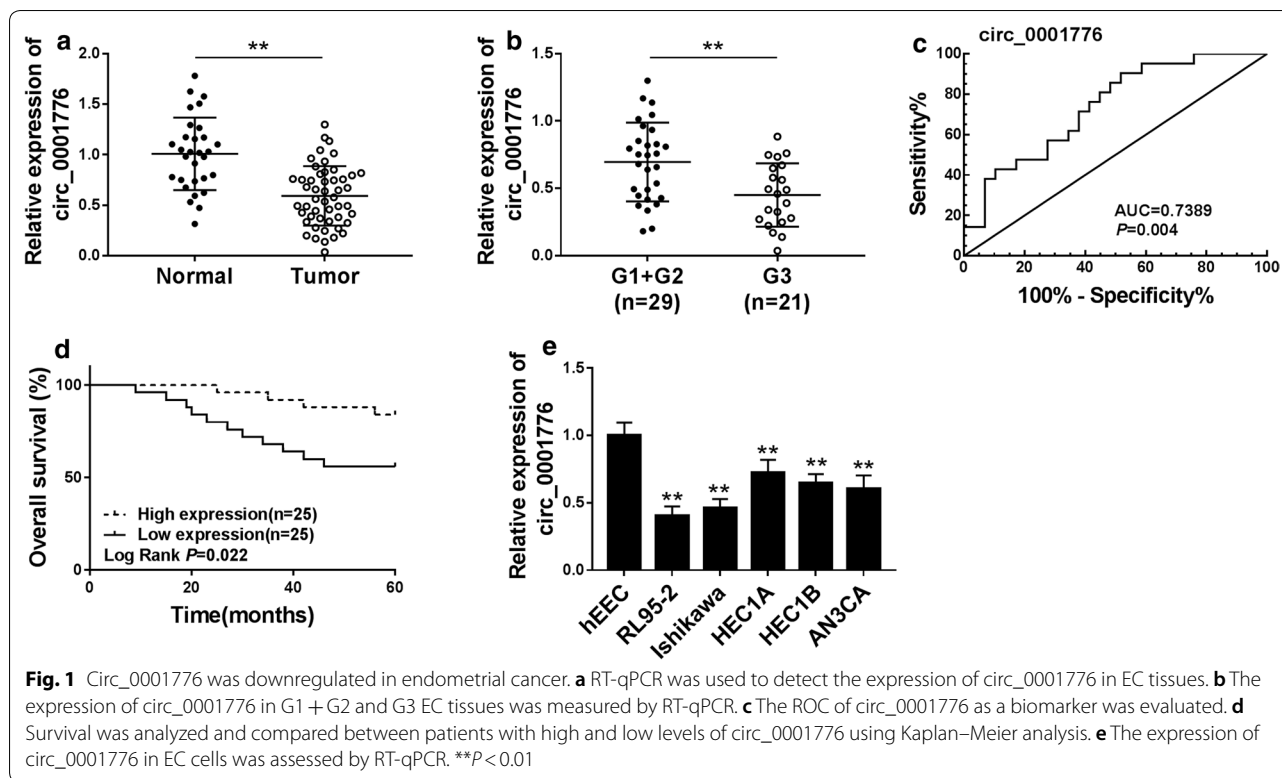 a
**
Relative expression of
circ_0001776
2.0
1.5
1.0
0.5
0.0
Normal Tumor
b
**
Relative expression of
circ_0001776
1.5
1.0
0.5
0.0
G1+G2 G3
(n=29) (n=21)
c
circ_0001776
Sensitivity%
100
80
60
40
20
0
AUC=0.7389
P=0.004
0 20 40 60 80 100
100% - Specificity%
d
Overall survival (%)
100
50
0
High expression(n=25)
Low expression(n=25)
Log Rank P=0.022
0 20 40 60
Time(months)
e
Relative expression of
circ_0001776
1.5
1.0
0.5
0.0
** ** ** ** **
hEEC RL95-2 Ishikawa HEC1A HEC1B AN3CA
Fig. 1 Circ_0001776 was downregulated in endometrial cancer. a RT-qPCR was used to detect the expression of circ_0001776 in EC tissues. b The
expression of circ_0001776 in G1 + G2 and G3 EC tissues was measured by RT-qPCR. c The ROC of circ_0001776 as a biomarker was evaluated. d
Survival was analyzed and compared between patients with high and low levels of circ_0001776 using Kaplan–Meier analysis. e The expression of
circ_0001776 in EC cells was assessed by RT-qPCR. **P < 0.01